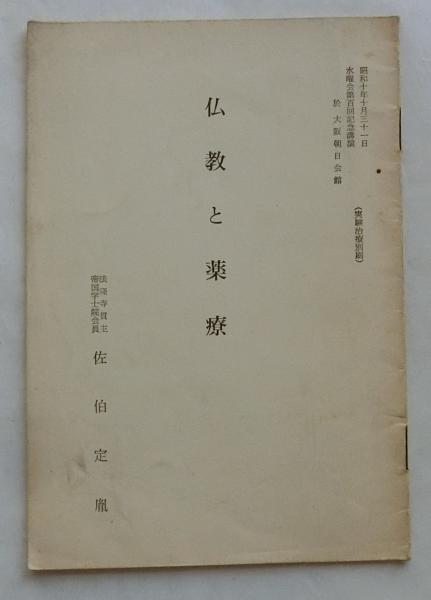 昭和十年十月三十一日
水曜会第百回記念講演
於大阪朝日会館
(実験治療別刷)
仏教と薬療
法隆寺貫主
帝国学士院会員
佐伯定胤